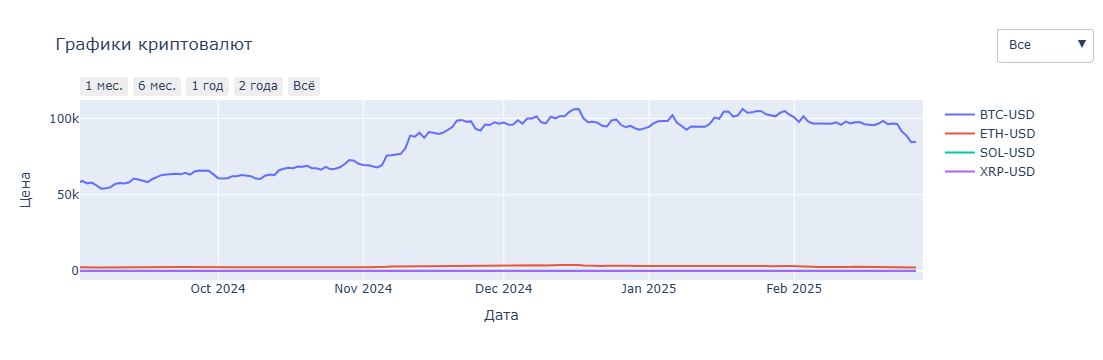 Графики криптовалют
Все ▼
1 мес. 6 мес. 1 год 2 года Всё
BTC-USD
ETH-USD
SOL-USD
XRP-USD
100k
50k
0
Цена
Oct 2024 Nov 2024 Dec 2024 Jan 2025 Feb 2025
Дата